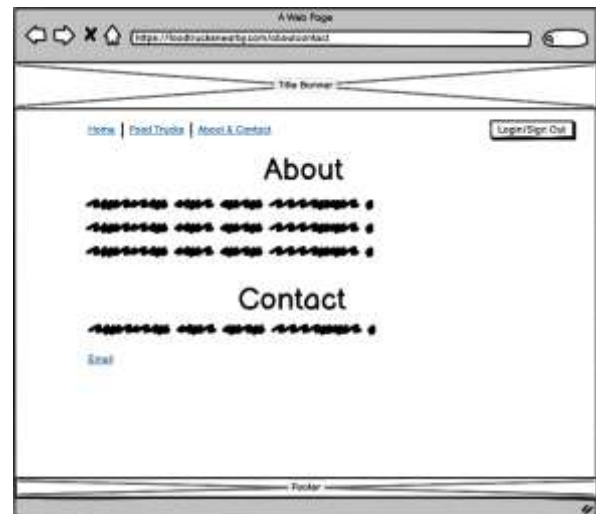 A Web Page
https://foodtrucksnearby.com/aboutcontact
Title Banner
Home | Food Trucks | About & Contact
Login/Sign Out
About
Contact
Email
Footer